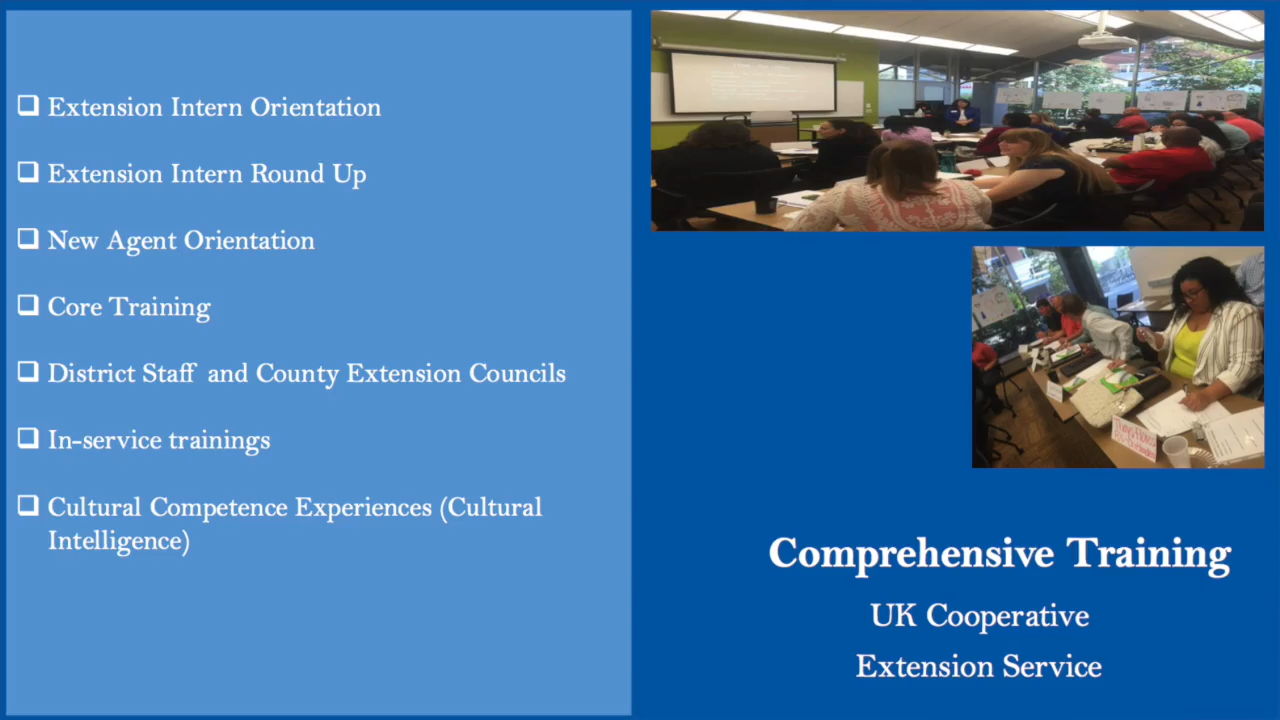 Extension Intern Orientation
Extension Intern Round Up
New Agent Orientation
Core Training
District Staff and County Extension Councils
In-service trainings
Cultural Competence Experiences (Cultural
Intelligence)
Comprehensive Training
UK Cooperative
Extension Service